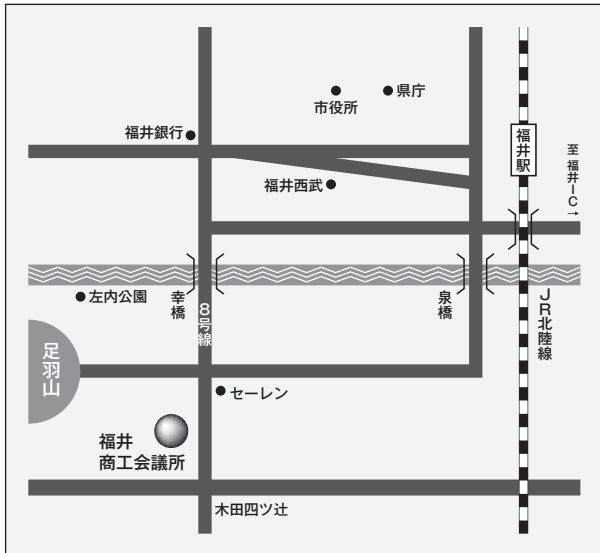 市役所
県庁
福井銀行
福井駅
至 福井IC→
福井西武
左内公園
幸橋
8号線
泉橋
JR北陸線
足羽山
セーレン
福井
商工会議所
木田四ツ辻